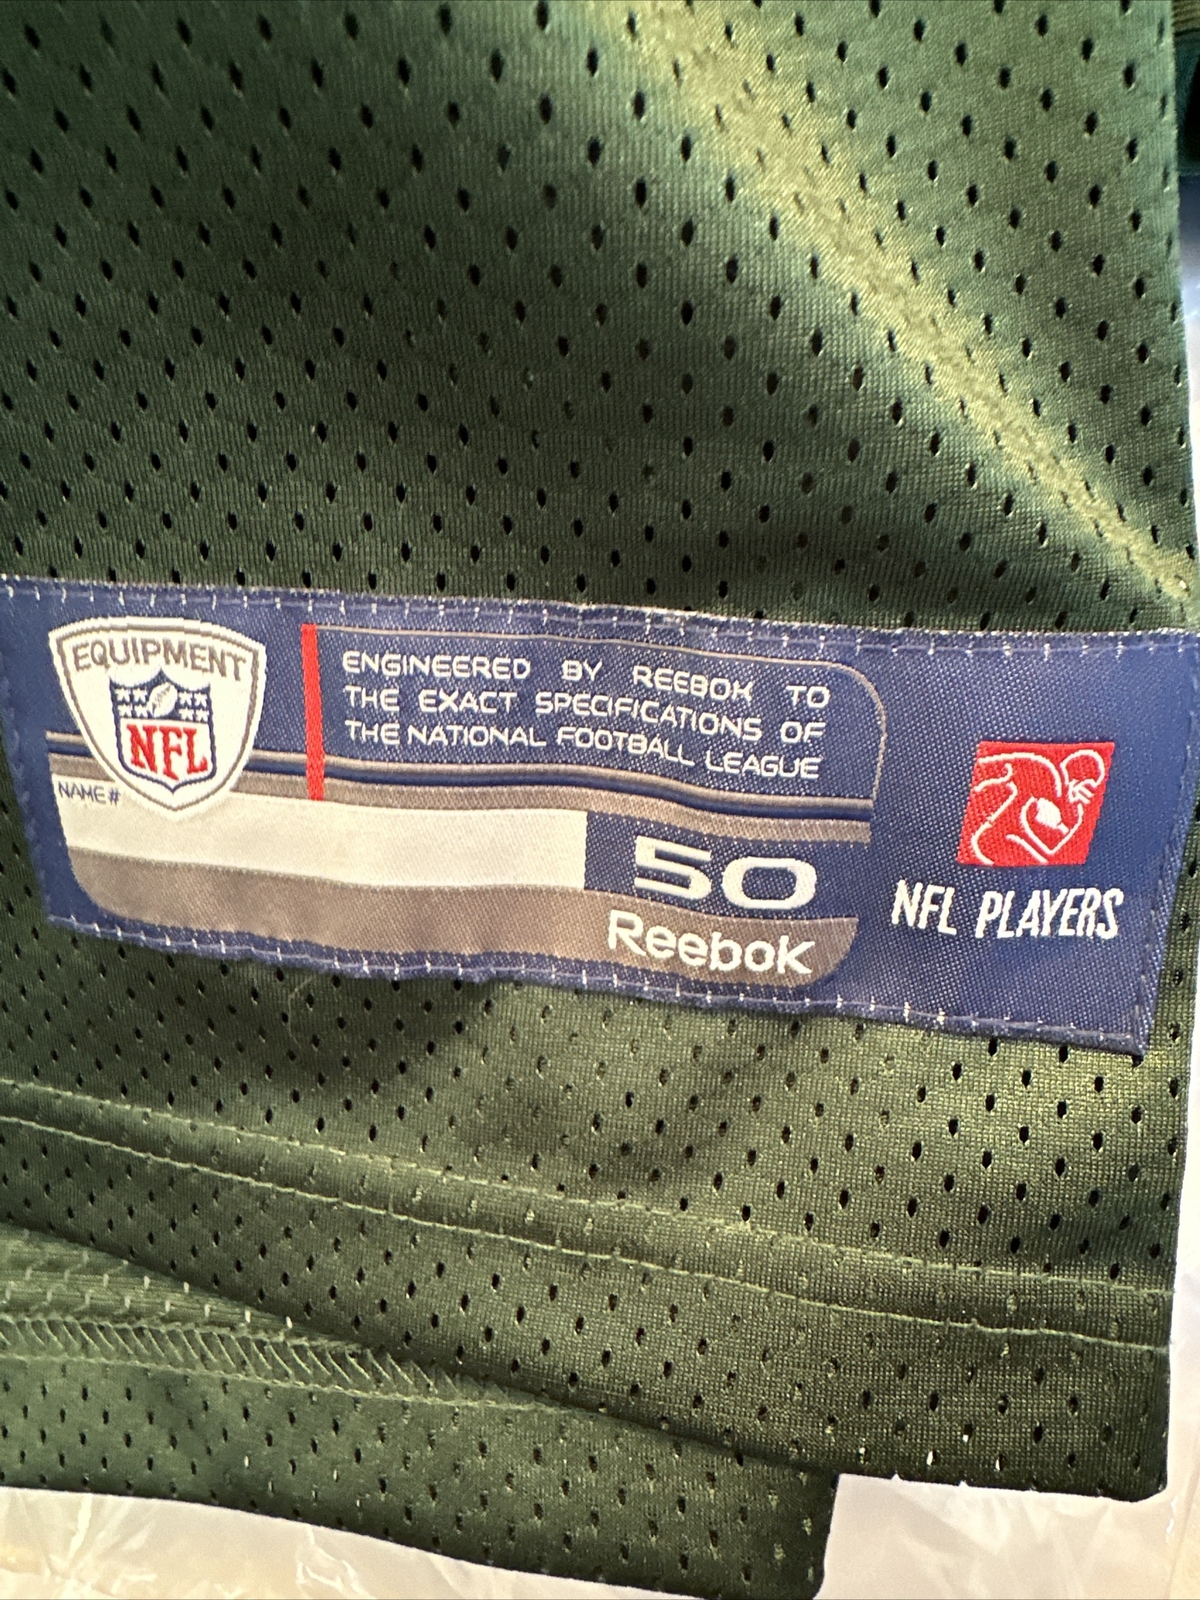 EQUIPMENT
NFL
ENGINEERED BY REEBOK TO
THE EXACT SPECIFICATIONS OF
THE NATIONAL FOOTBALL LEAGUE
NAME #
50
Reebok
NFL PLAYERS